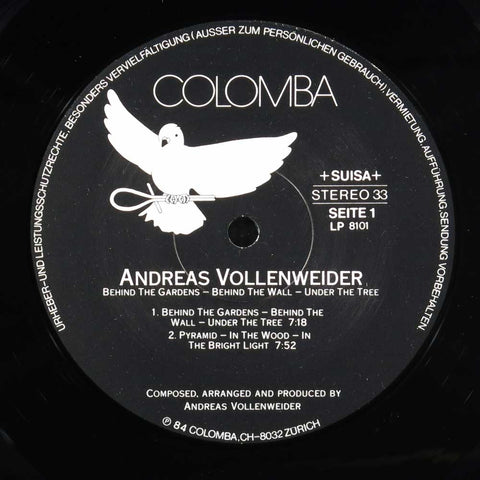 URHEBER-UND LEISTUNGSSCHUTZRECHTE. BESONDERS VERVIELFÄLTIGUNG (AUSSER ZUM PERSÖNLICHEN GEBRAUCH), VERMIETUNG, AUFFÜHRUNG, SENDUNG VORBEHALTEN.
COLOMBA
+SUISA+
STEREO 33
SEITE 1
LP 8101
ANDREAS VOLLENWEIDER
BEHIND THE GARDENS – BEHIND THE WALL – UNDER THE TREE
1. BEHIND THE GARDENS – BEHIND THE
WALL – UNDER THE TREE 7:18
2. PYRAMID – IN THE WOOD – IN
THE BRIGHT LIGHT 7:52
COMPOSED, ARRANGED AND PRODUCED BY
ANDREAS VOLLENWEIDER
℗ 84 COLOMBA, CH-8032 ZÜRICH